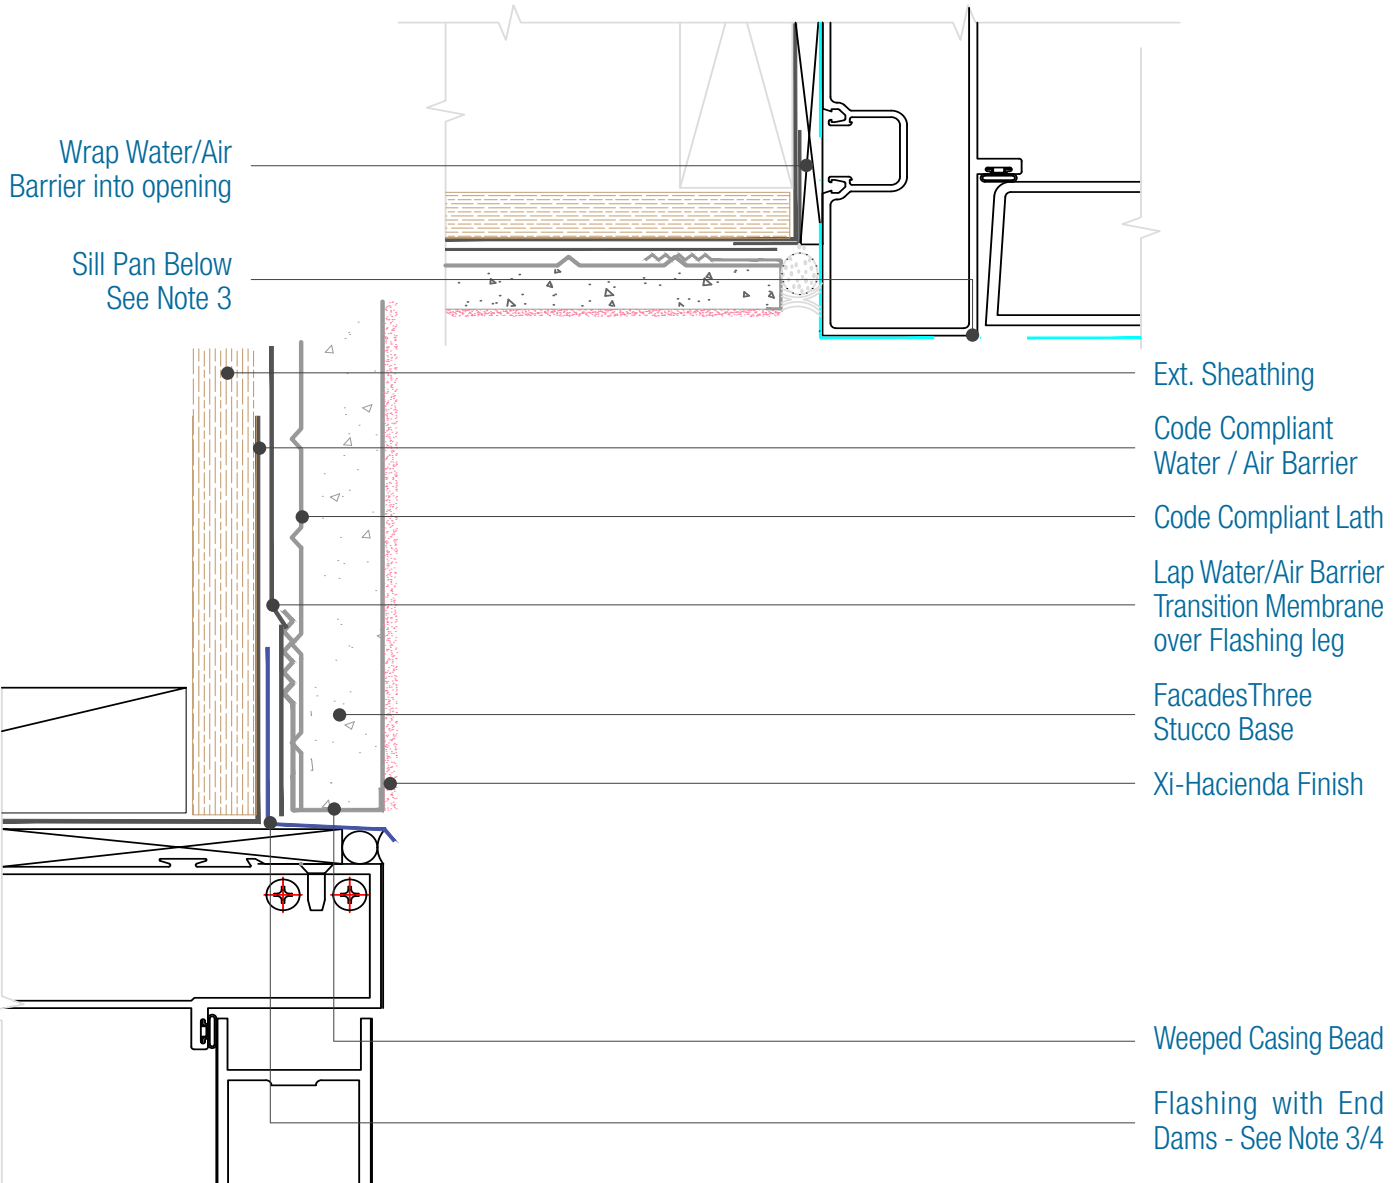 Wrap Water/Air
Barrier into opening
Sill Pan Below
See Note 3
Ext. Sheathing
Code Compliant
Water / Air Barrier
Code Compliant Lath
Lap Water/Air Barrier
Transition Membrane
over Flashing leg
FacadesThree
Stucco Base
Xi-Hacienda Finish
Weeped Casing Bead
Flashing with End
Dams - See Note 3/4